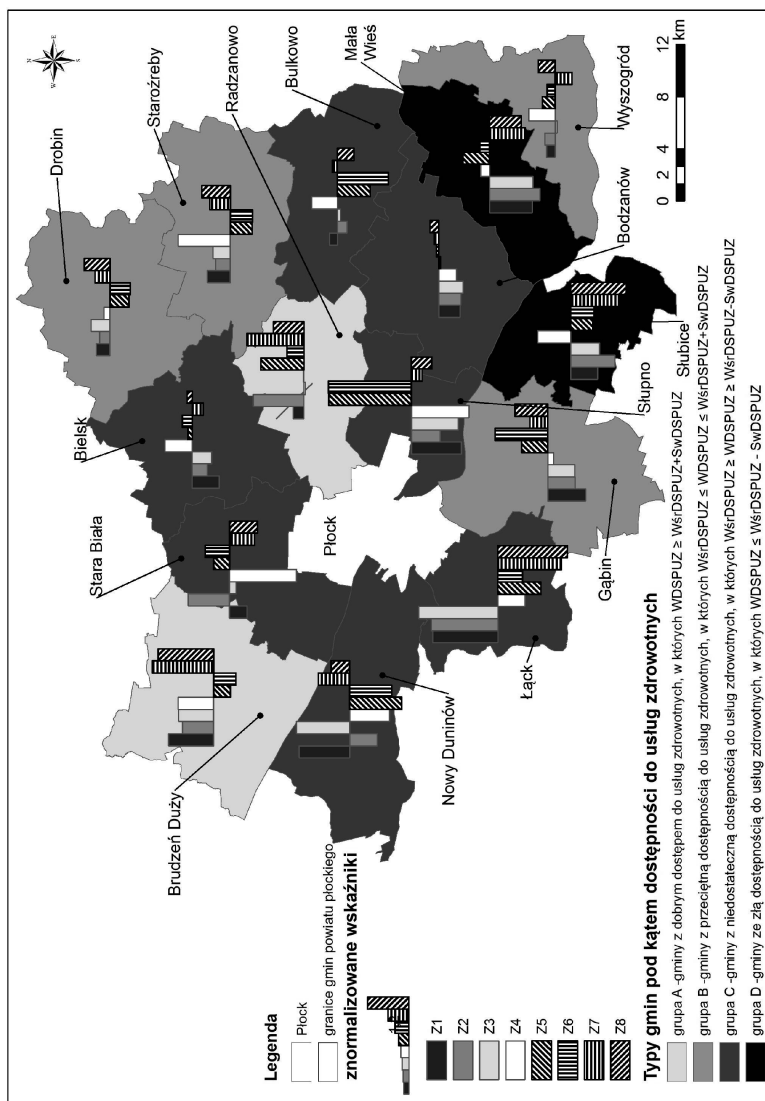 Drobin
Staroźreby
Radzanowo
Bulkowo
Mała
Wieś
Bielsk
Stara Biała
Brudzeń Duży
Płock
Wyszogród
Bodzanów
Słupno
Słubice
Gąbin
Łąck
Nowy Duninów
N
E
S
W
0 2 4 8 12
km
Legenda
Płock
granice gmin powiatu płockiego
znormalizowane wskaźniki
1
Z1
Z2
Z3
Z4
Z5
Z6
Z7
Z8
Typy gmin pod kątem dostępności do usług zdrowotnych
grupa A -gminy z dobrym dostępem do usług zdrowotnych, w których WDSPUZ ≥ WśrDSPUZ+SwDSPUZ
grupa B -gminy z przeciętną dostępnością do usług zdrowotnych, w których WśrDSPUZ ≤ WDSPUZ ≤ WśrDSPUZ+SwDSPUZ
grupa C -gminy z niedostateczną dostępnością do usług zdrowotnych, w których WśrDSPUZ ≥ WDSPUZ ≥ WśrDSPUZ-SwDSPUZ
grupa D -gminy ze złą dostępnością do usług zdrowotnych, w których WDSPUZ ≤ WśrDSPUZ - SwDSPUZ